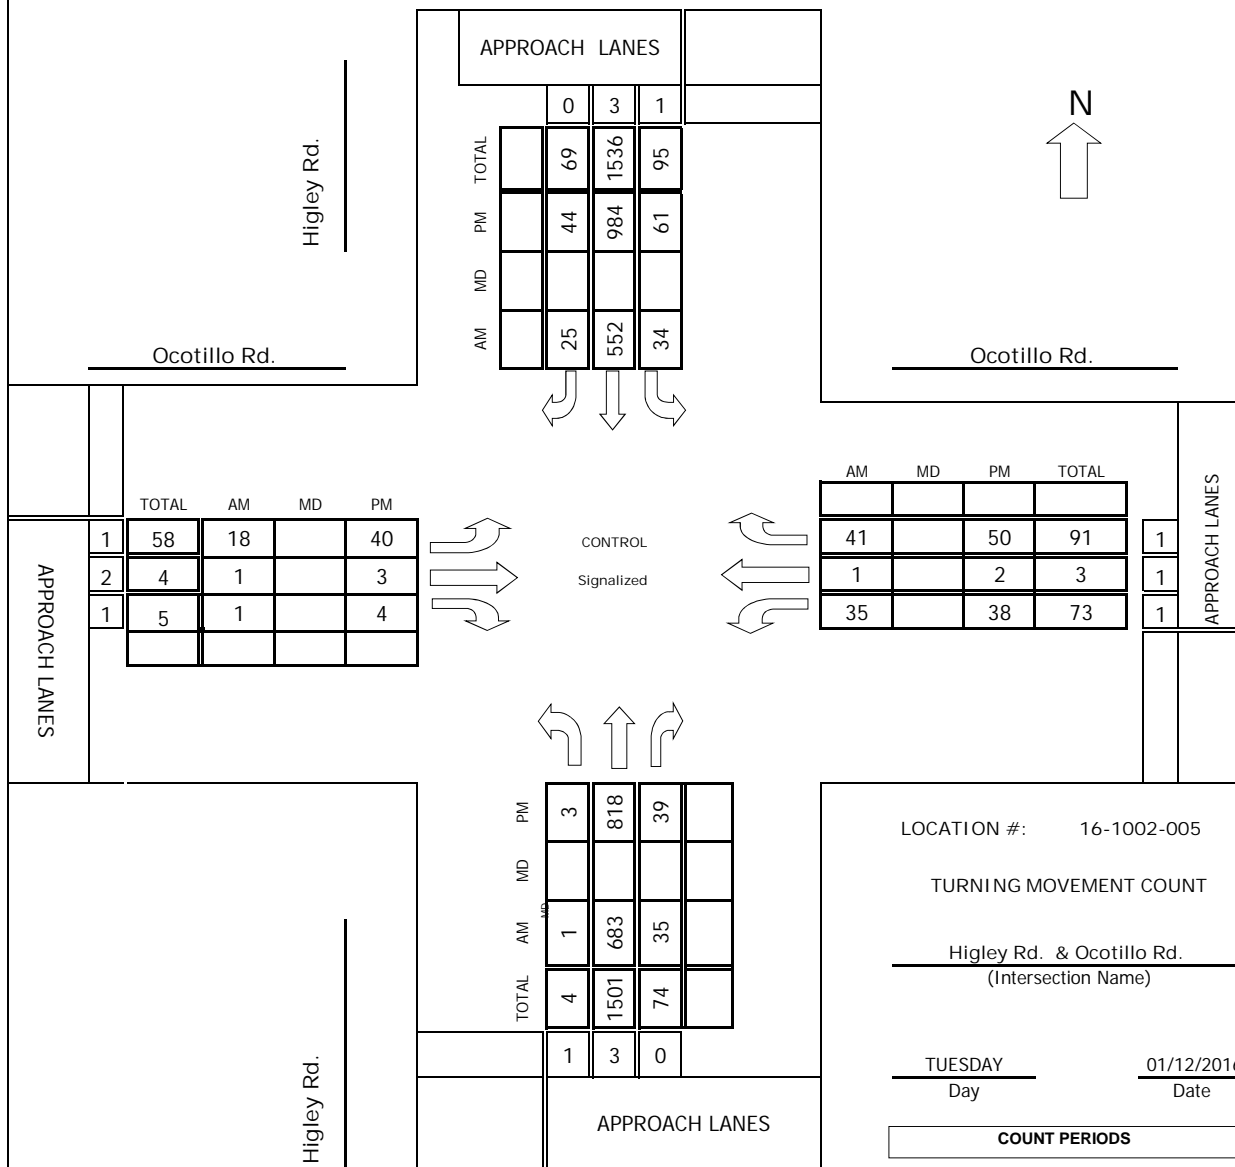 APPROACH LANES
0 3 1
N
TOTAL 69 1536 95
PM 44 984 61
MD
AM 25 552 34
Higley Rd.
Ocotillo Rd.
Ocotillo Rd.
AM MD PM TOTAL
41 50 91 1
1 2 3 1
35 38 73 1
APPROACH LANES
TOTAL AM MD PM
1 58 18 40
2 4 1 3
1 5 1 4
APPROACH LANES
CONTROL
Signalized
PM 3 818 39
MD
MD
AM 1 683 35
TOTAL 4 1501 74
1 3 0
APPROACH LANES
Higley Rd.
LOCATION #: 16-1002-005
TURNING MOVEMENT COUNT
Higley Rd. & Ocotillo Rd.
(Intersection Name)
TUESDAY 01/12/2016
Day Date
COUNT PERIODS